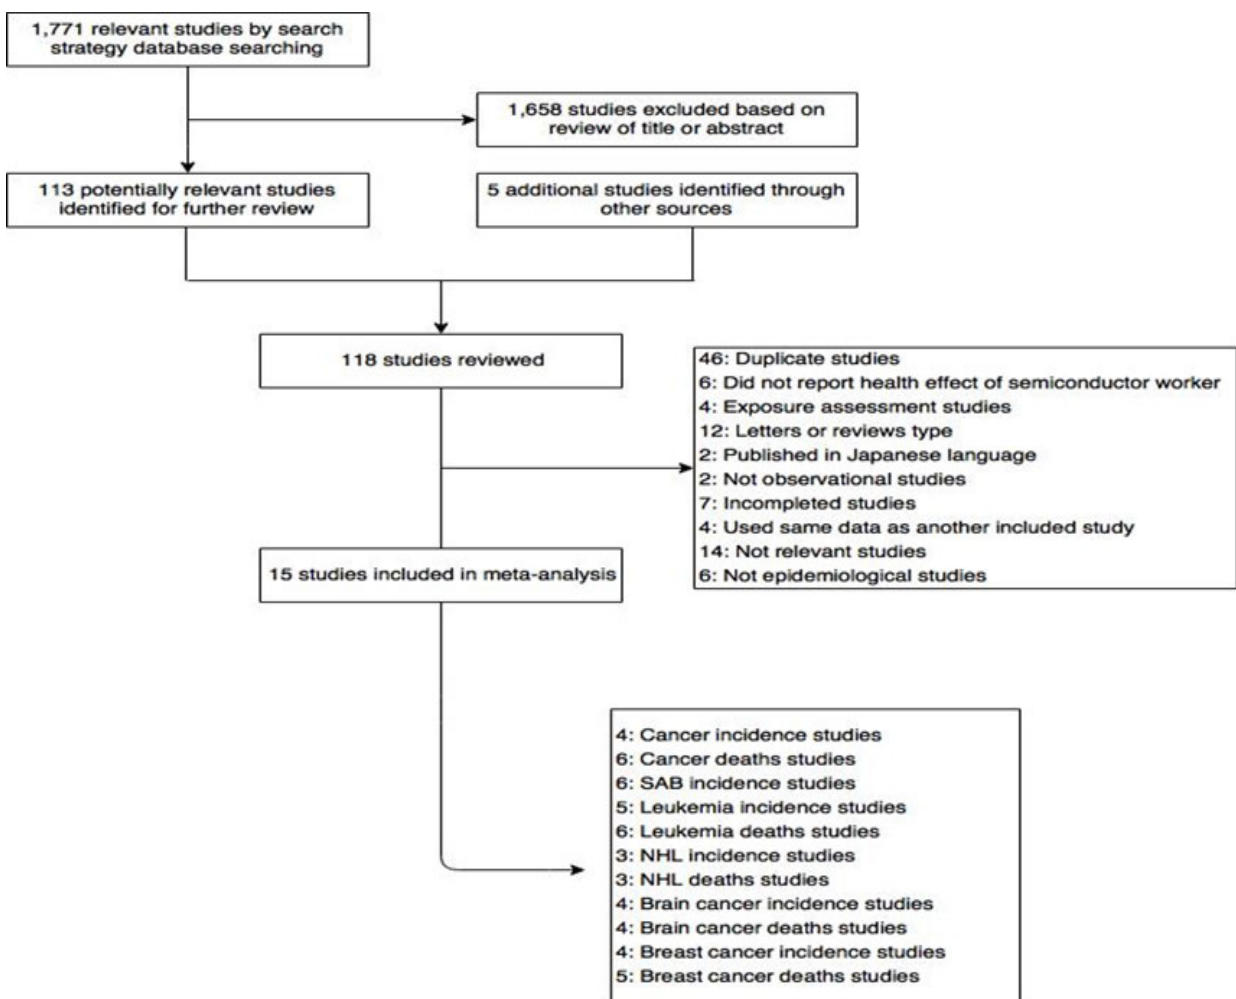 1,771 relevant studies by search
strategy database searching
1,658 studies excluded based on
review of title or abstract
113 potentially relevant studies
identified for further review
5 additional studies identified through
other sources
118 studies reviewed
46: Duplicate studies
6: Did not report health effect of semiconductor worker
4: Exposure assessment studies
12: Letters or reviews type
2: Published in Japanese language
2: Not observational studies
7: Incompleted studies
4: Used same data as another included study
14: Not relevant studies
6: Not epidemiological studies
15 studies included in meta-analysis
4: Cancer incidence studies
6: Cancer deaths studies
6: SAB incidence studies
5: Leukemia incidence studies
6: Leukemia deaths studies
3: NHL incidence studies
3: NHL deaths studies
4: Brain cancer incidence studies
4: Brain cancer deaths studies
4: Breast cancer incidence studies
5: Breast cancer deaths studies